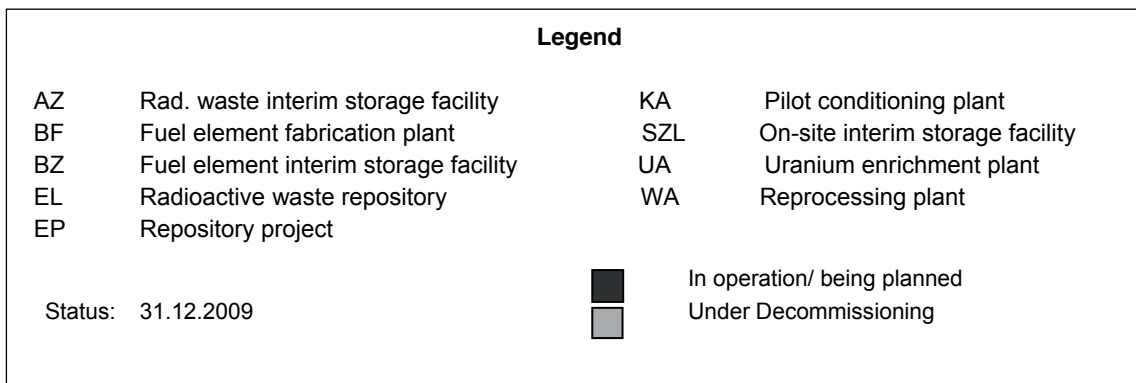 Legend
AZ Rad. waste interim storage facility KA Pilot conditioning plant
BF Fuel element fabrication plant SZL On-site interim storage facility
BZ Fuel element interim storage facility UA Uranium enrichment plant
EL Radioactive waste repository WA Reprocessing plant
EP Repository project
In operation/ being planned
Status: 31.12.2009 Under Decommissioning